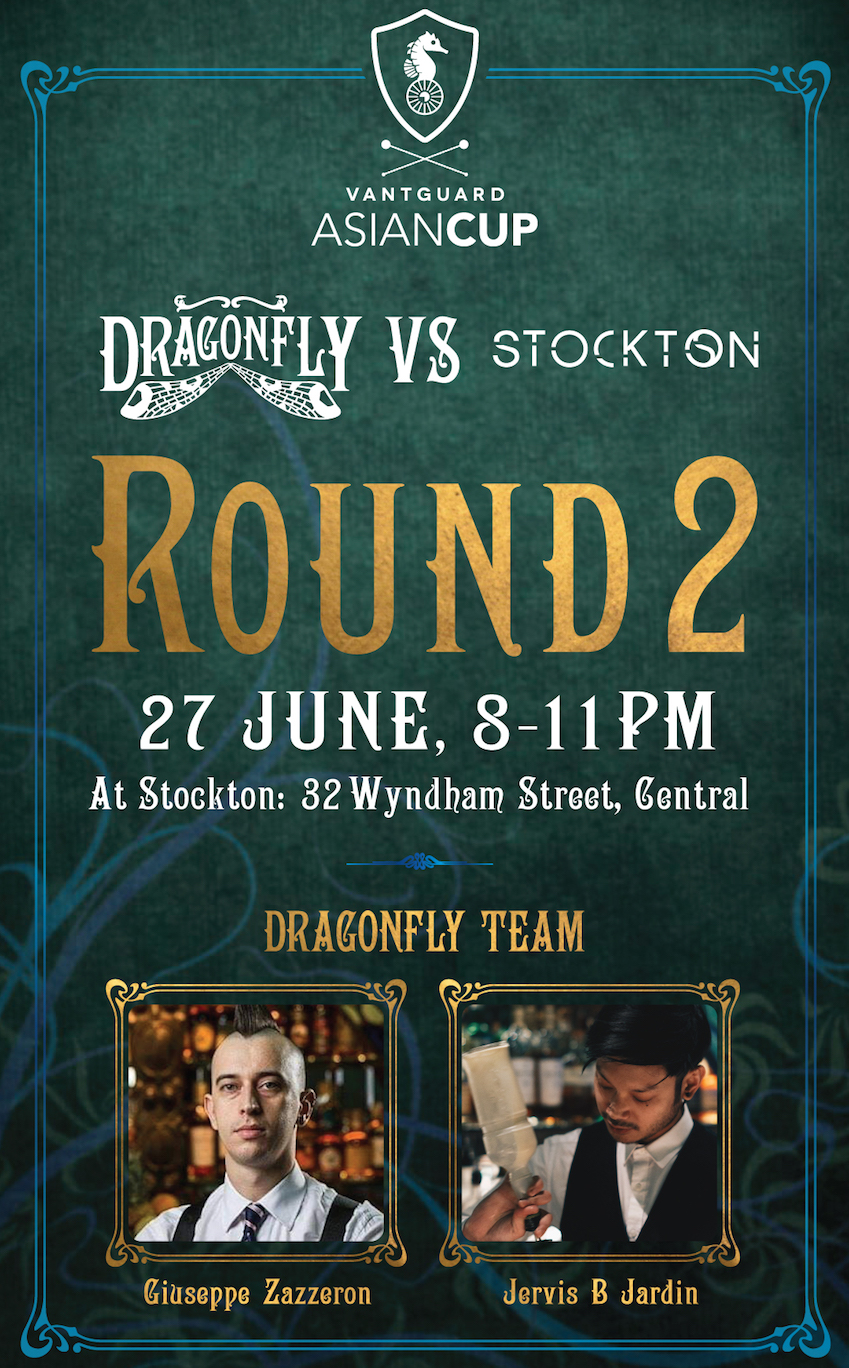 VANTGUARD
ASIANCUP
DRAGONFLY VS STOCKTON
ROUND 2
27 JUNE, 8-11PM
At Stockton: 32 Wyndham Street, Central
DRAGONFLY TEAM
Giuseppe Zazzeron
Jervis B Jardin